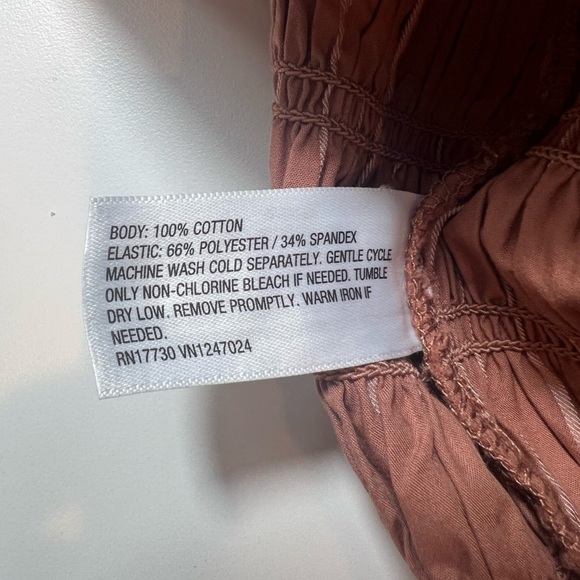 BODY: 100% COTTON
ELASTIC: 66% POLYESTER / 34% SPANDEX
MACHINE WASH COLD SEPARATELY. GENTLE CYCLE
ONLY NON-CHLORINE BLEACH IF NEEDED. TUMBLE
DRY LOW. REMOVE PROMPTLY. WARM IRON IF
NEEDED.
RN17730 VN1247024